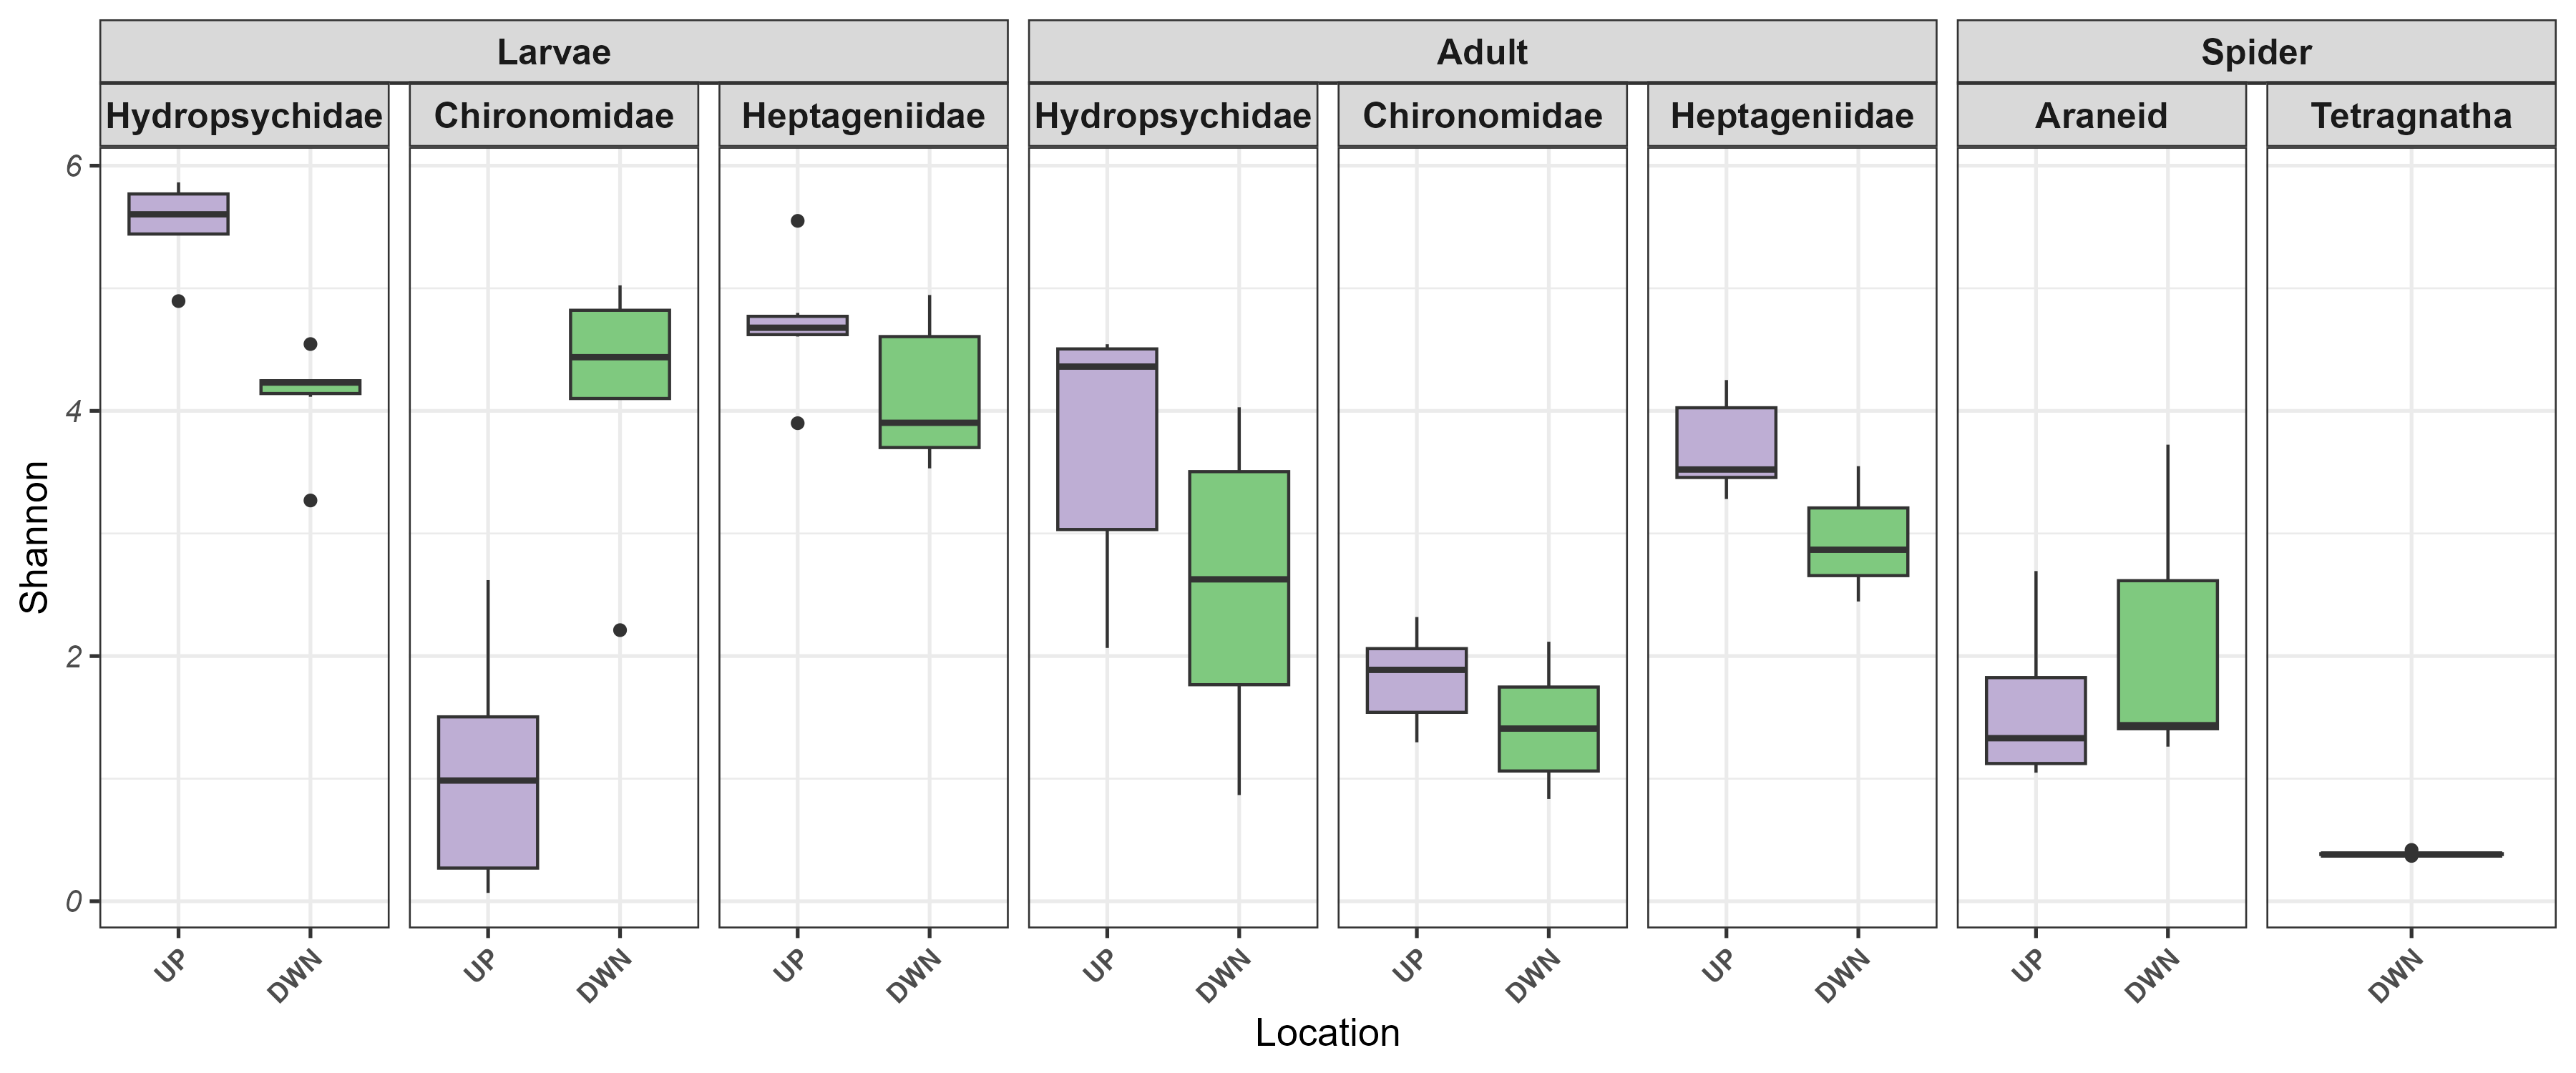 Larvae Adult Spider
Hydropsychidae Chironomidae Heptageniidae Hydropsychidae Chironomidae Heptageniidae Araneid Tetragnatha
6
4
2
0
Shannon
UP DWN UP DWN UP DWN UP DWN UP DWN UP DWN UP DWN DWN
Location